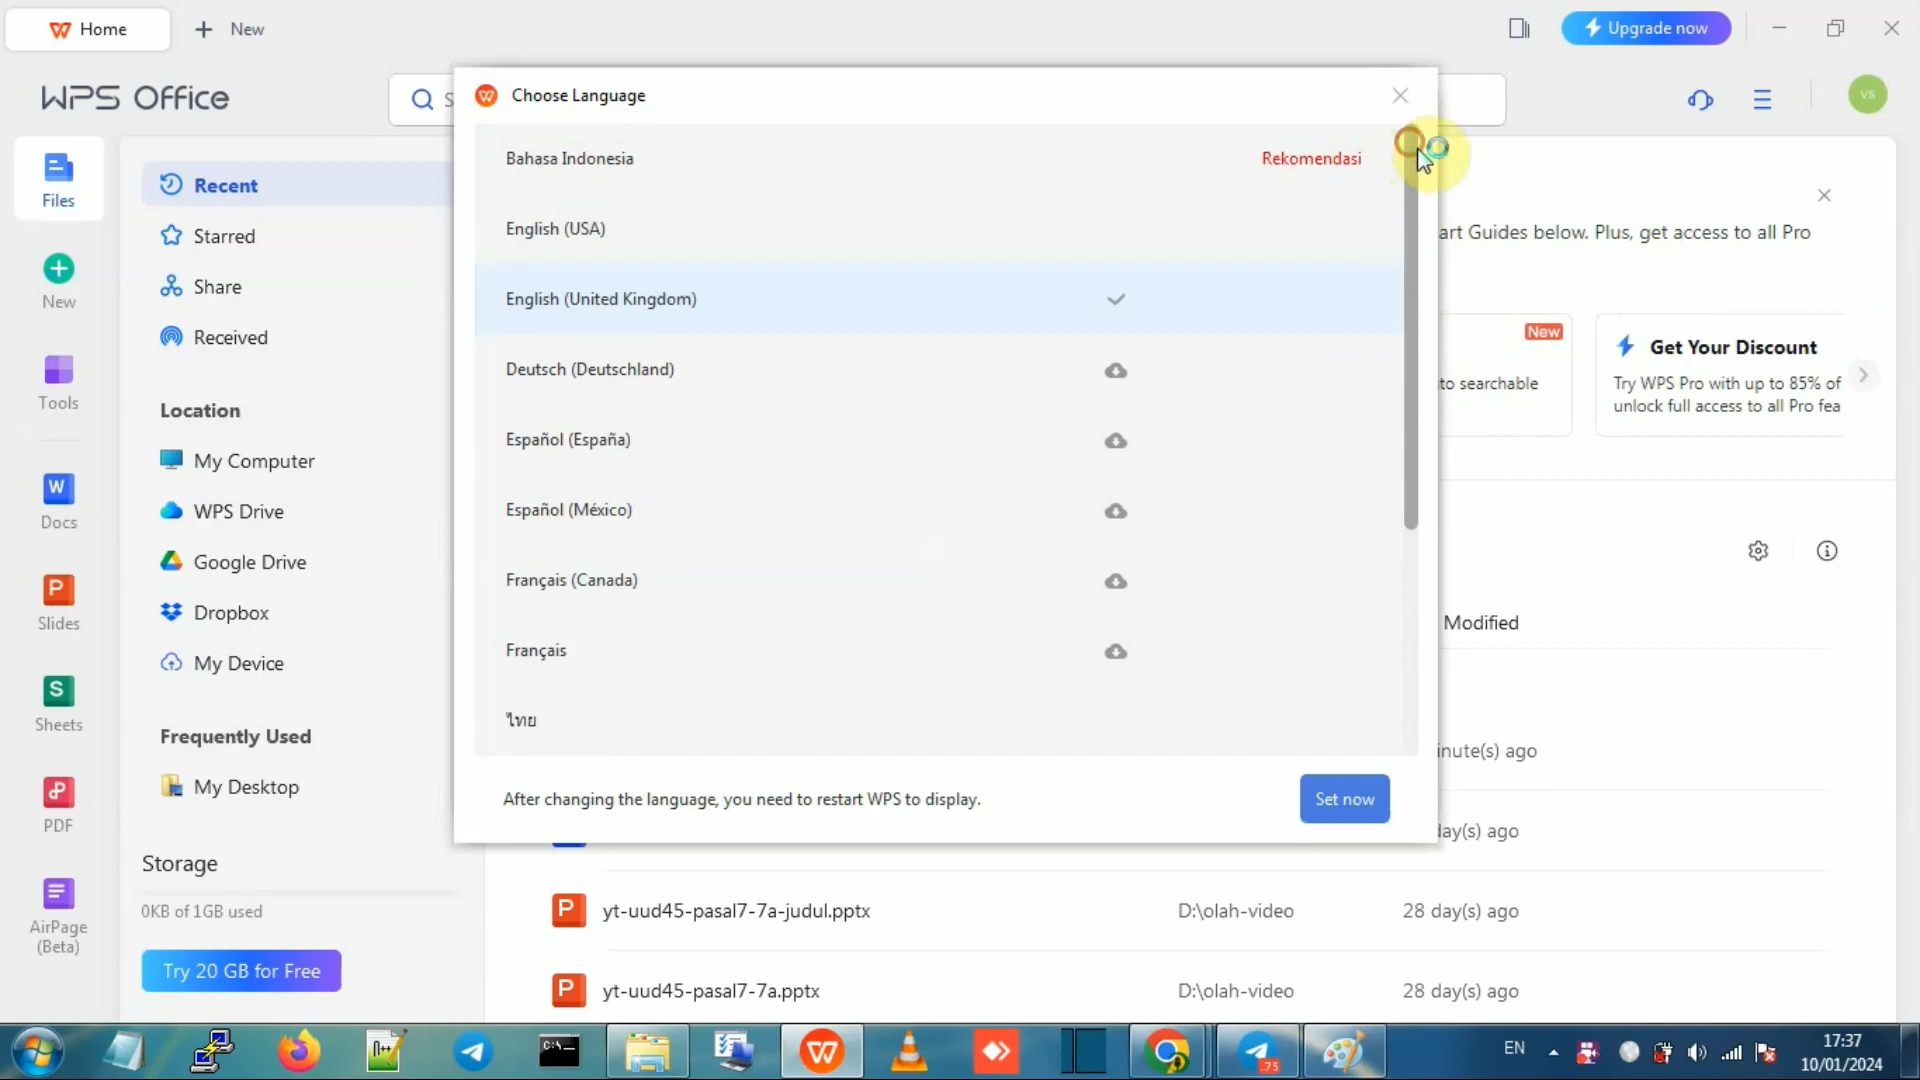 Home
New
Upgrade now
WPS Office
S
VS
Choose Language
Bahasa Indonesia
Rekomendasi
English (USA)
English (United Kingdom)
Deutsch (Deutschland)
Español (España)
Español (México)
Français (Canada)
Français
ไทย
After changing the language, you need to restart WPS to display.
Set now
Files
New
Tools
Docs
Slides
Sheets
PDF
AirPage
(Beta)
Recent
Starred
Share
Received
Location
My Computer
WPS Drive
Google Drive
Dropbox
My Device
Frequently Used
My Desktop
Storage
0KB of 1GB used
Try 20 GB for Free
art Guides below. Plus, get access to all Pro
New
to searchable
Get Your Discount
Try WPS Pro with up to 85% of
unlock full access to all Pro fea
Modified
inute(s) ago
day(s) ago
yt-uud45-pasal7-7a-judul.pptx
D:\olah-video
28 day(s) ago
yt-uud45-pasal7-7a.pptx
D:\olah-video
28 day(s) ago
.75
EN
17:37
10/01/2024